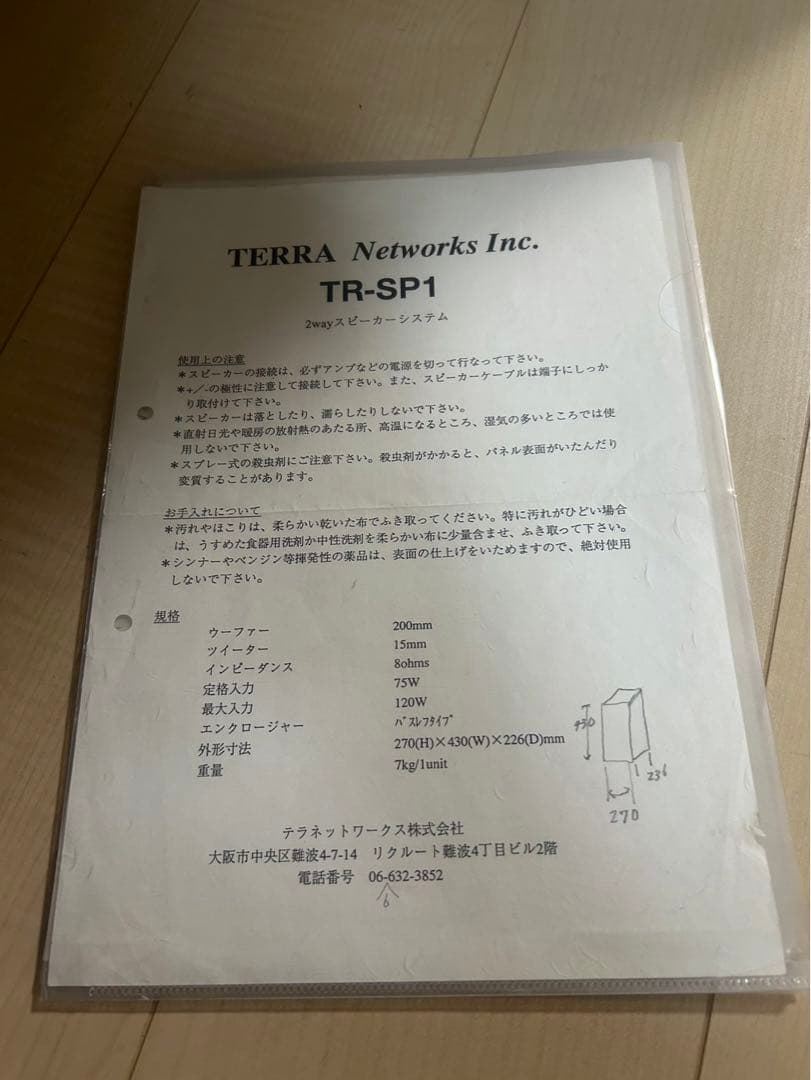 TERRA Networks Inc.
TR-SP1
2wayスピーカーシステム
使用上の注意
＊スピーカーの接続は、必ずアンプなどの電源を切って行なって下さい。
＊+／-の極性に注意して接続して下さい。また、スピーカーケーブルは端子にしっか
り取付けて下さい。
＊スピーカーは落としたり、濡らしたりしないで下さい。
＊直射日光や暖房の放射熱のあたる所、高温になるところ、湿気の多いところでは使
用しないで下さい。
＊スプレー式の殺虫剤にご注意下さい。殺虫剤がかかると、パネル表面がいたんだり
変質することがあります。
お手入れについて
＊汚れやほこりは、柔らかい乾いた布でふき取ってください。特に汚れがひどい場合
は、うすめた食器用洗剤か中性洗剤を柔らかい布に少量含ませ、ふき取って下さい。
＊シンナーやベンジン等揮発性の薬品は、表面の仕上げをいためますので、絶対使用
しないで下さい。
規格
ウーファー 200mm
ツイーター 15mm
インピーダンス 8ohms
定格入力 75W
最大入力 120W
エンクロージャー ﾊﾞｽﾚﾌﾀｲﾌﾟ
外形寸法 270(H)×430(W)×226(D)mm
重量 7kg/1unit
430
236
270
テラネットワークス株式会社
大阪市中央区難波4-7-14 リクルート難波4丁目ビル2階
電話番号 06-632-3852
6